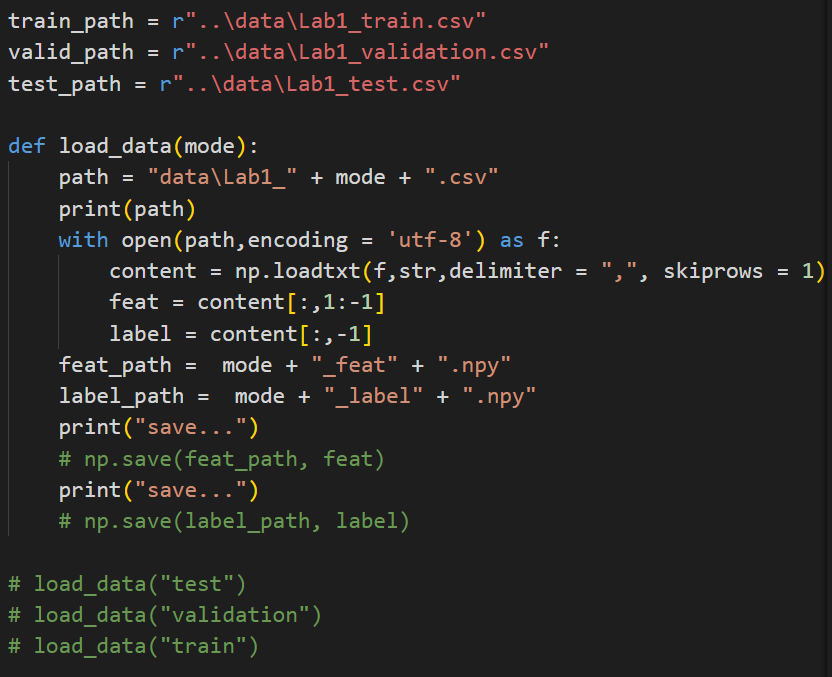 train_path = r"..\data\Lab1_train.csv"
valid_path = r"..\data\Lab1_validation.csv"
test_path = r"..\data\Lab1_test.csv"

def load_data(mode):
    path = "data\Lab1_" + mode + ".csv"
    print(path)
    with open(path,encoding = 'utf-8') as f:
        content = np.loadtxt(f,str,delimiter = ",", skiprows = 1)
        feat = content[:,1:-1]
        label = content[:,-1]
    feat_path =  mode + "_feat" + ".npy"
    label_path =  mode + "_label" + ".npy"
    print("save...")
    # np.save(feat_path, feat)
    print("save...")
    # np.save(label_path, label)

# load_data("test")
# load_data("validation")
# load_data("train")